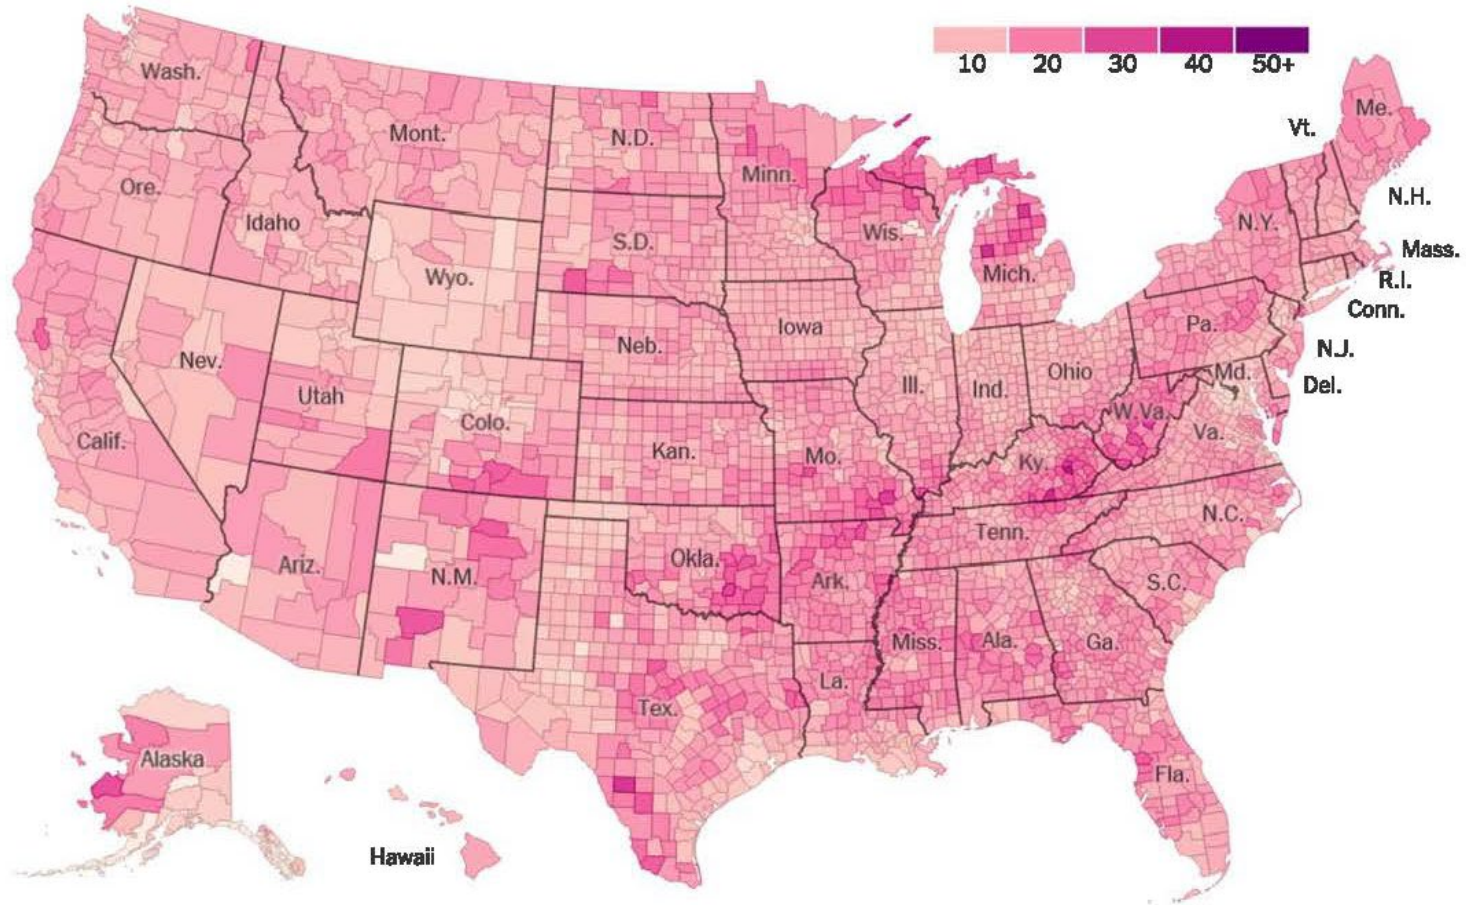 10 20 30 40 50+
Wash.
Mont.
N.D.
Minn.
Vt.
Me.
Ore.
Idaho
S.D.
Wis.
N.Y.
N.H.
Wyo.
Mich.
Mass.
R.I.
Conn.
Nev.
Neb.
Iowa
Pa.
N.J.
Utah
Colo.
Ill.
Ind.
Ohio
Md.
Del.
Calif.
Kan.
Mo.
Ky.
W.Va.
Va.
Ariz.
N.M.
Okla.
Ark.
Tenn.
N.C.
S.C.
Tex.
La.
Miss.
Ala.
Ga.
Alaska
Fla.
Hawaii